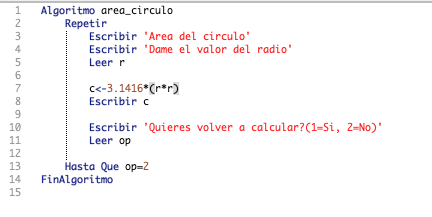 1 Algoritmo area_circulo
2 Repetir
3 Escribir 'Area del circulo'
4 Escribir 'Dame el valor del radio'
5 Leer r
6
7 c<-3.1416*(r*r)
8 Escribir c
9
10 Escribir 'Quieres volver a calcular?(1=Si, 2=No)'
11 Leer op
12
13 Hasta Que op=2
14 FinAlgoritmo
15